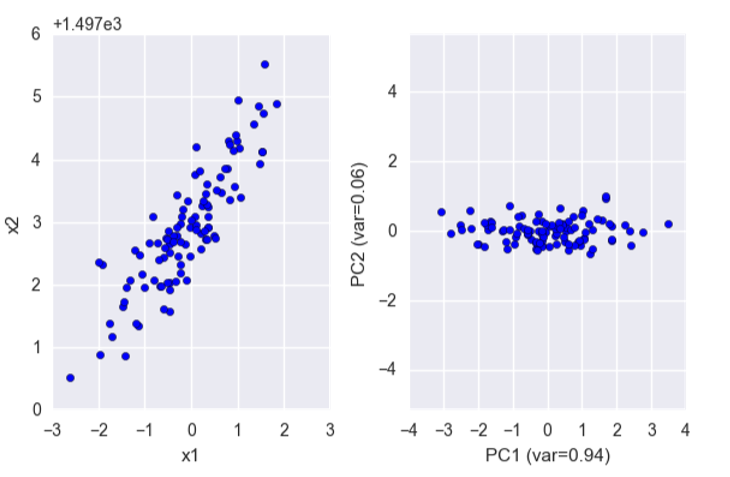 +1.497e3
6
5
4
3
2
1
0
−3 −2 −1 0 1 2 3
x1
x2
4
2
0
−2
−4
−4 −3 −2 −1 0 1 2 3 4
PC1 (var=0.94)
PC2 (var=0.06)